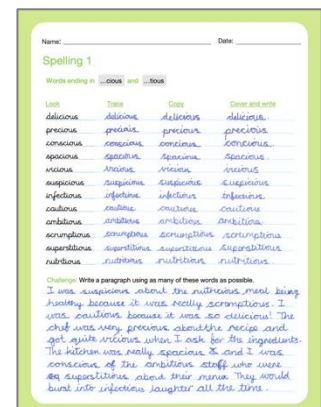 Name: Date:
Spelling 1
Words ending in ...cious and ...tious
Look Trace Copy Cover and write
delicious delicious delicious delicious
precious precious precious precious
conscious conscious concious concious
spacious spacious spacious spacious
vicious vicious vicious vicious
suspicious suspicious suspicious suspicious
infectious infectious infectious infectious
cautious cautious cautious cautious
ambitious ambitious ambitious ambitious
scrumptious scrumptious scrumptious scrumptious
superstitious superstitious superstitious superstitious
nutritious nutritious nutritious nutritious
Challenge: Write a paragraph using as many of these words as possible.
I was suspicious about the nutricious meal being
healthy because it was really scromptious. I
was cautious because it was so delicious! The
chef was very precious about the recipe and
got quite vicious when I ask for the ingredients.
The kitchen was really spacious & and I was
conscious of the ambitious staff who were
superstitious about their menu. They would
burst into infectious laughter all the time.